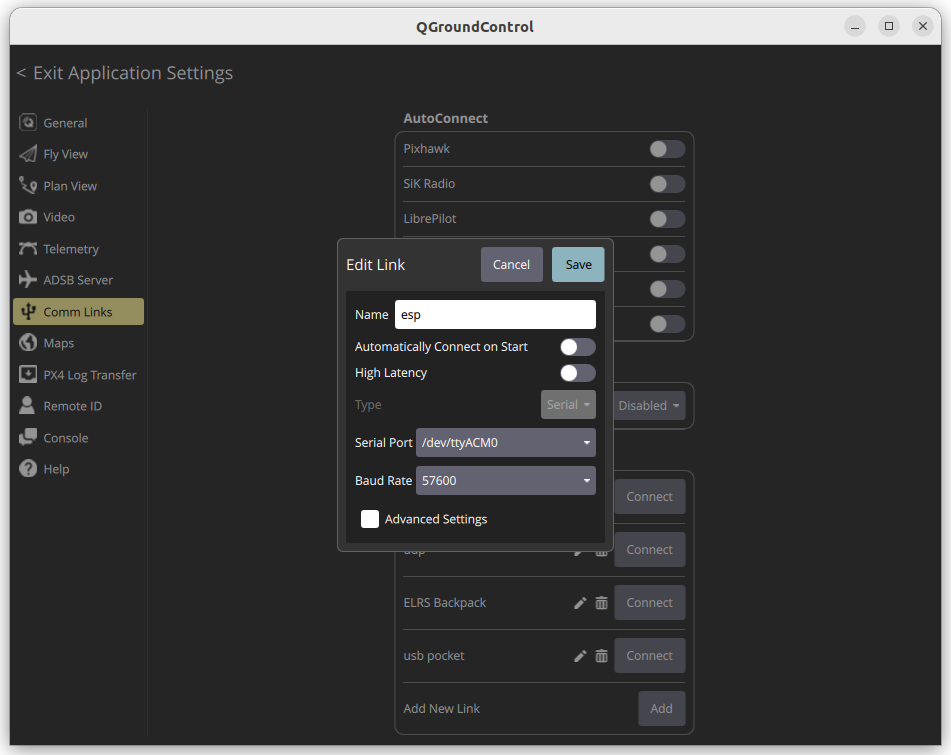 QGroundControl
< Exit Application Settings
General
Fly View
Plan View
Video
Telemetry
ADSB Server
Comm Links
Maps
PX4 Log Transfer
Remote ID
Console
Help
AutoConnect
Pixhawk
SiK Radio
LibrePilot
Edit Link Cancel Save
Name esp
Automatically Connect on Start
High Latency
Type Serial
Serial Port /dev/ttyACM0
Baud Rate 57600
Advanced Settings
Disabled
Connect
Connect
ELRS Backpack Connect
usb pocket Connect
Add New Link Add